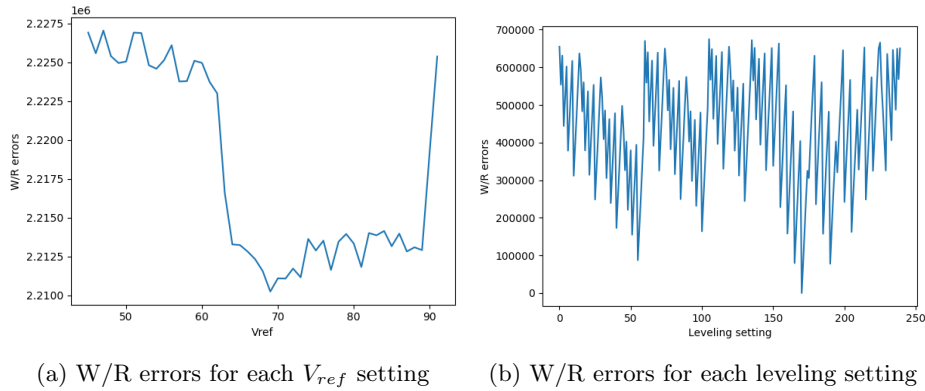 1e6
2.2275
2.2250
2.2225
2.2200
2.2175
2.2150
2.2125
2.2100
W/R errors
50 60 70 80 90
Vref
700000
600000
500000
400000
300000
200000
100000
0
W/R errors
0 50 100 150 200 250
Leveling setting
(a) W/R errors for each V_ref setting
(b) W/R errors for each leveling setting